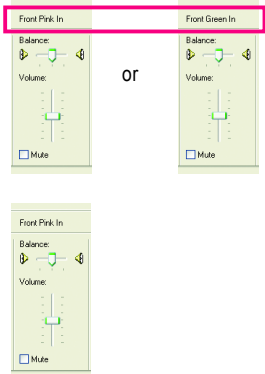 Front Pink In
Balance:
Volume:
Mute
or
Front Green In
Balance:
Volume:
Mute
Front Pink In
Balance:
Volume:
Mute